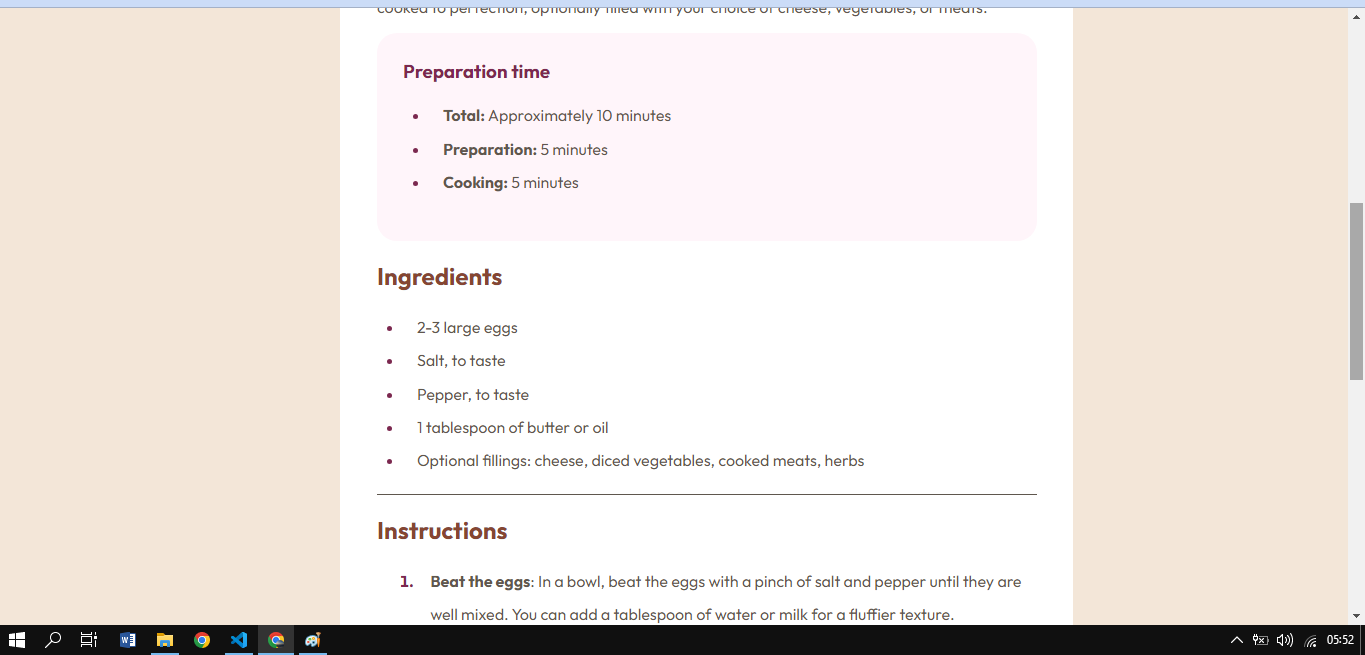 cooked to perfection, optionally filled with your choice of cheese, vegetables, or meats.
Preparation time
• Total: Approximately 10 minutes
• Preparation: 5 minutes
• Cooking: 5 minutes
Ingredients
• 2-3 large eggs
• Salt, to taste
• Pepper, to taste
• 1 tablespoon of butter or oil
• Optional fillings: cheese, diced vegetables, cooked meats, herbs
Instructions
1. Beat the eggs: In a bowl, beat the eggs with a pinch of salt and pepper until they are
well mixed. You can add a tablespoon of water or milk for a fluffier texture.
05:52